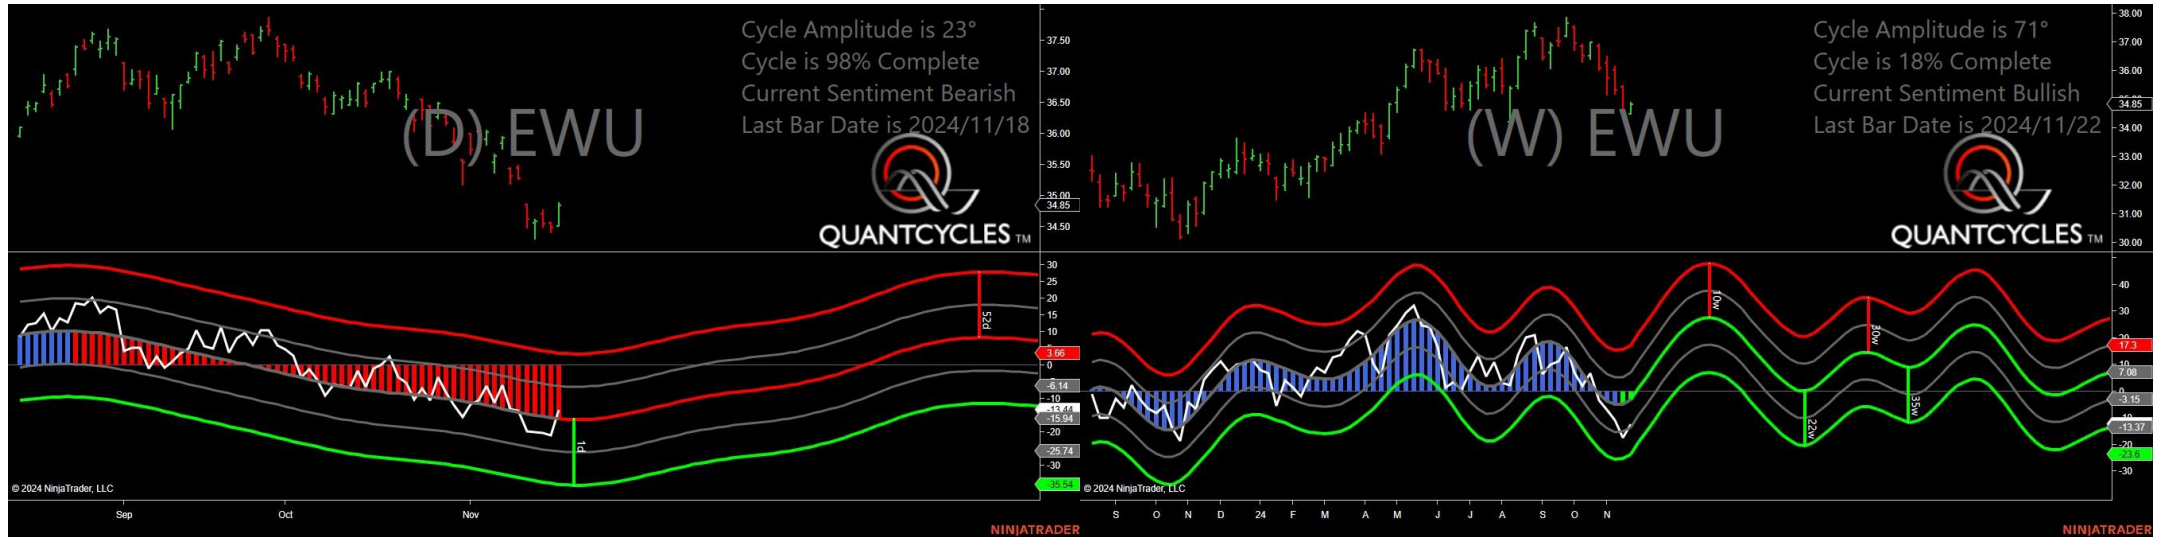 Cycle Amplitude is 23°
Cycle is 98% Complete
Current Sentiment Bearish
Last Bar Date is 2024/11/18
(D) EWU
QUANTCYCLES TM
37.50
37.00
36.50
36.00
35.50
35.00
34.85
34.50
30
25
20
15
10
5
3.66
0
-6.14
-10
-13.44
-15.94
-20
-25.74
-30
-35.54
52d
1d
© 2024 NinjaTrader, LLC
Sep Oct Nov
NINJATRADER
Cycle Amplitude is 71°
Cycle is 18% Complete
Current Sentiment Bullish
Last Bar Date is 2024/11/22
(W) EWU
QUANTCYCLES TM
38.00
37.00
36.00
34.85
34.00
33.00
32.00
31.00
30.00
40
30
20
17.3
7.08
0
-3.15
-13.37
-20
-23.6
-30
10w
30w
22w
35w
© 2024 NinjaTrader, LLC
S O N D 24 F M A M J J A S O N
NINJATRADER